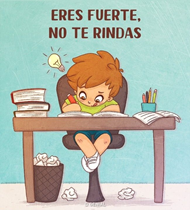 ERES FUERTE,
NO TE RINDAS